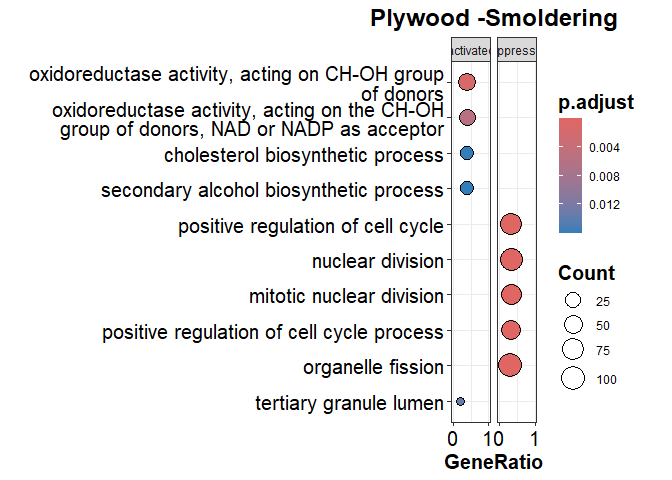 Plywood -Smoldering
ctivated
ppress
oxidoreductase activity, acting on CH-OH group
of donors
oxidoreductase activity, acting on the CH-OH
group of donors, NAD or NADP as acceptor
cholesterol biosynthetic process
secondary alcohol biosynthetic process
positive regulation of cell cycle
nuclear division
mitotic nuclear division
positive regulation of cell cycle process
organelle fission
tertiary granule lumen
0 1 0 1
GeneRatio
p.adjust
0.004
0.008
0.012
Count
25
50
75
100